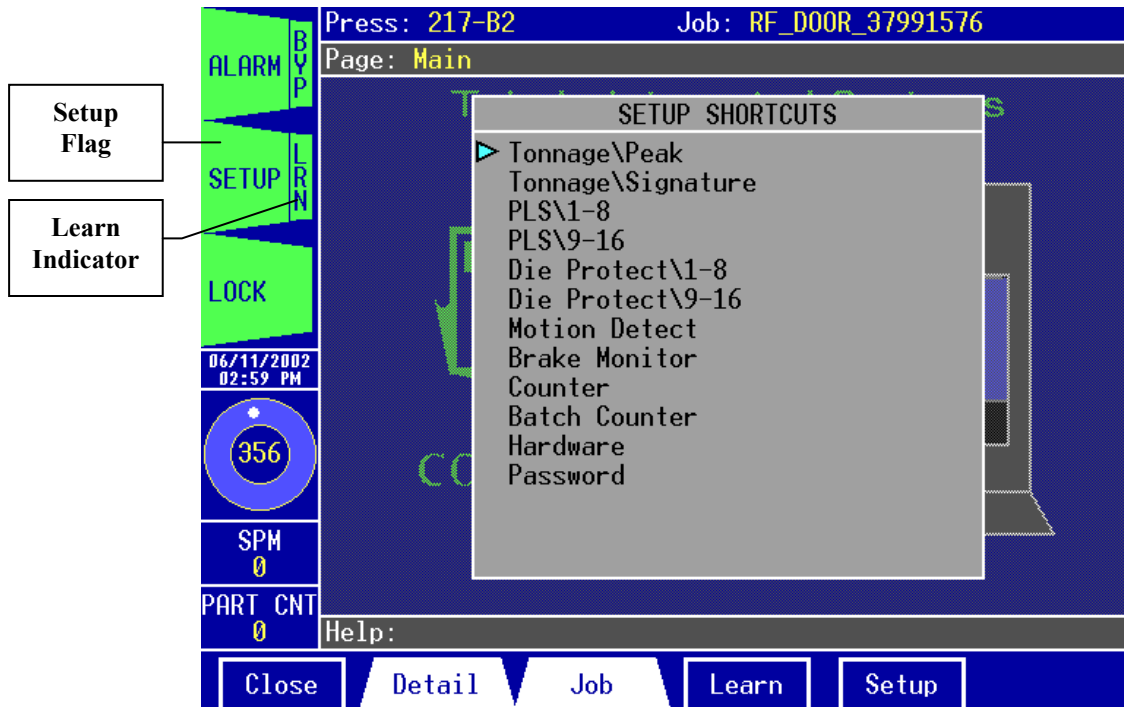 Setup
Flag
Learn
Indicator
ALARM
BYP
SETUP
LRN
LOCK
06/11/2002
02:59 PM
356
SPM
0
PART CNT
0
Press: 217-B2 Job: RF_DOOR_37991576
Page: Main
SETUP SHORTCUTS
Tonnage\Peak
Tonnage\Signature
PLS\1-8
PLS\9-16
Die Protect\1-8
Die Protect\9-16
Motion Detect
Brake Monitor
Counter
Batch Counter
Hardware
Password
Help:
Close Detail Job Learn Setup